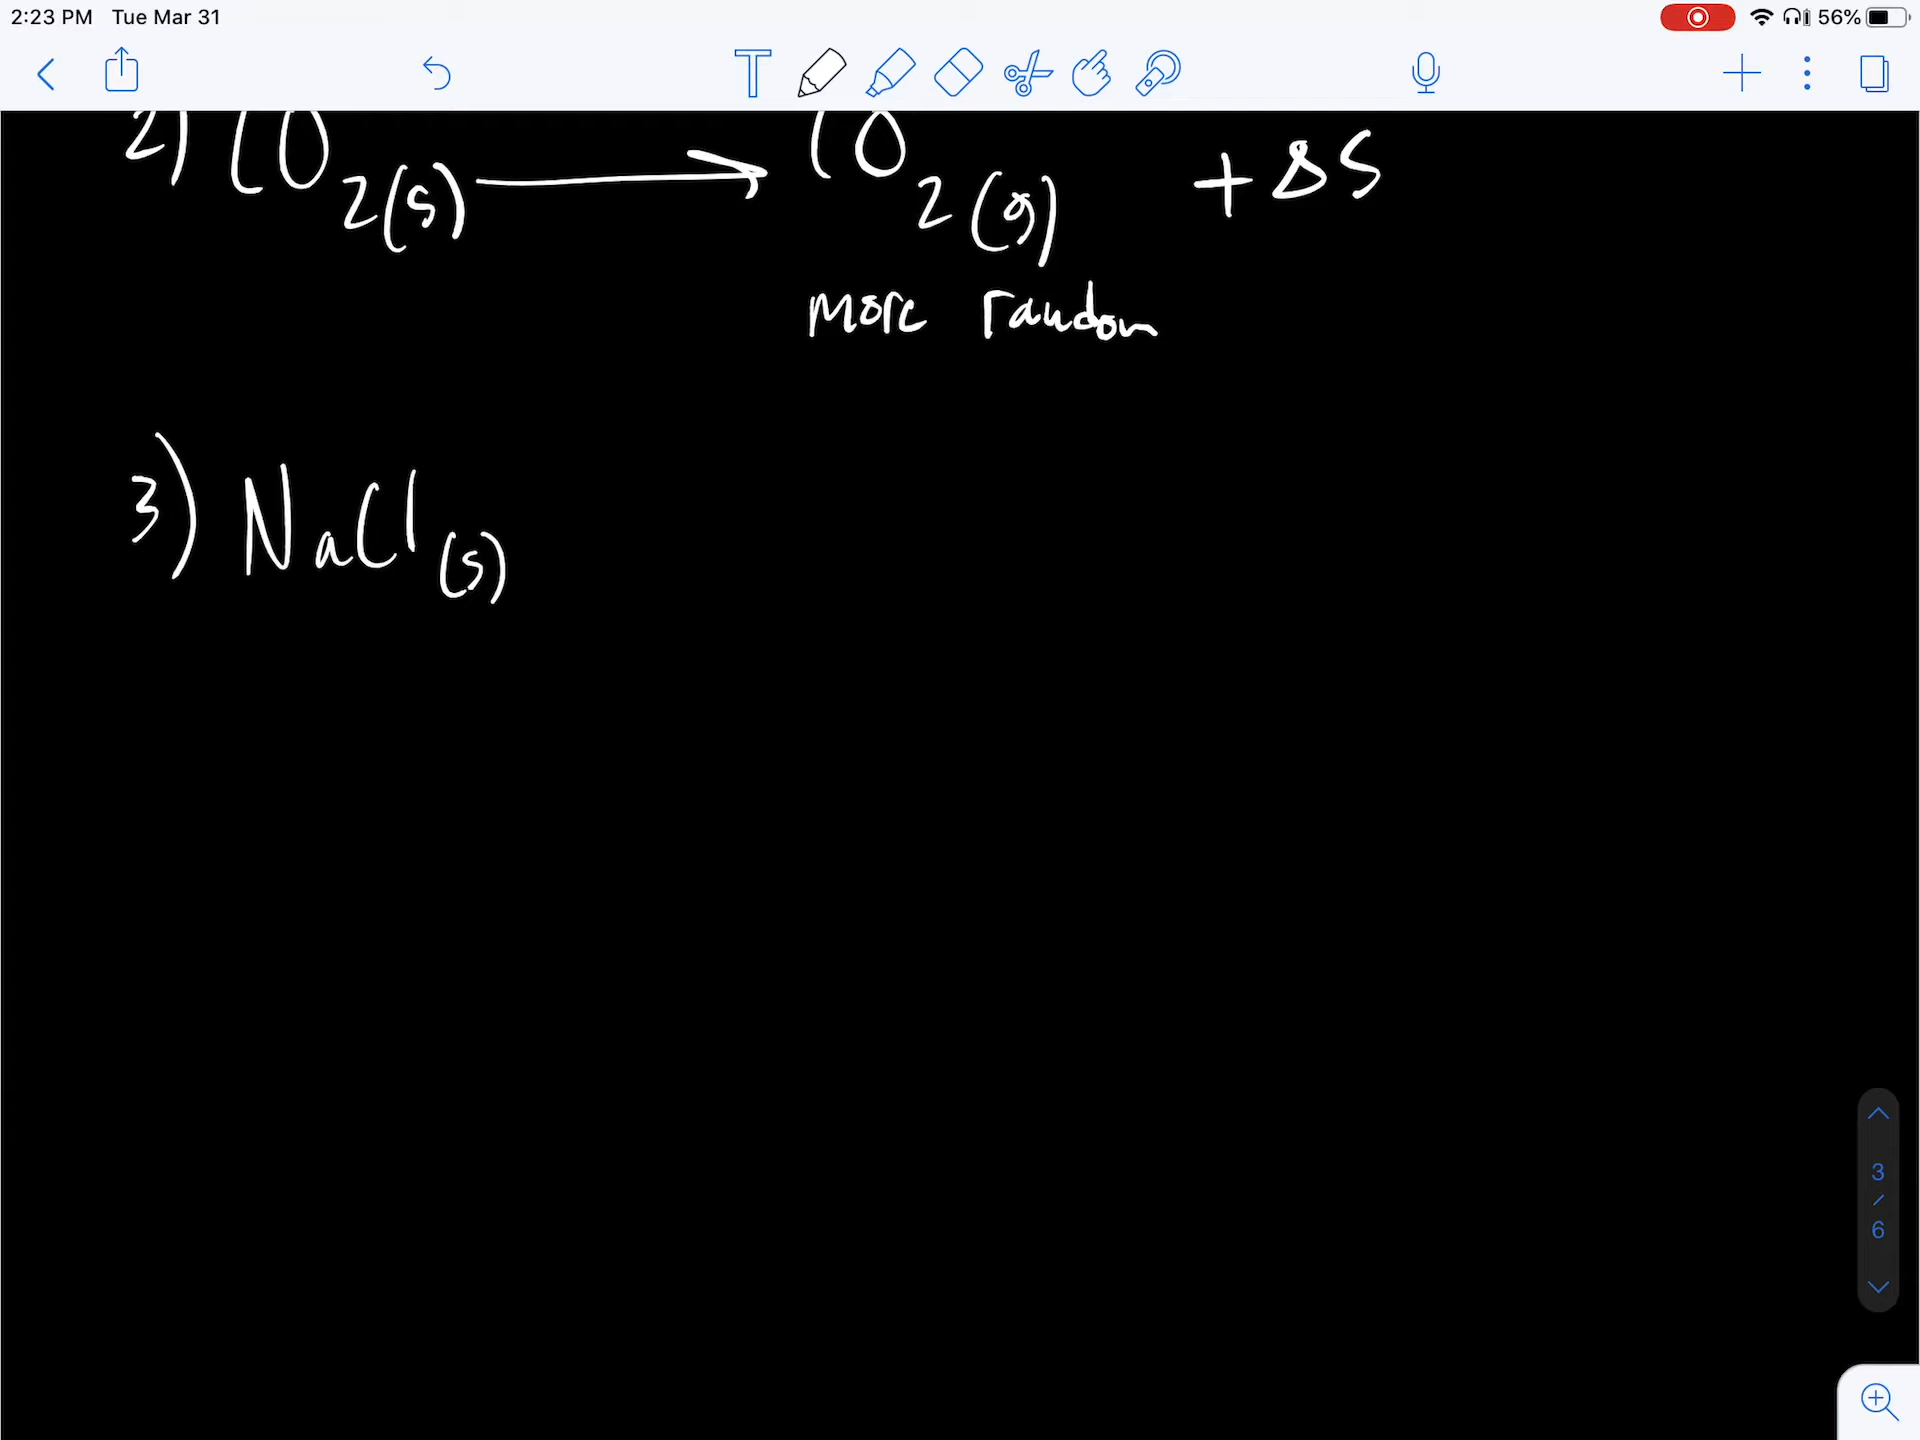 2:23 PM Tue Mar 31 56%
T
2) CO2(s) ⟶ CO2(g) +ΔS
more random
3) NaCl(s)
3
/
6